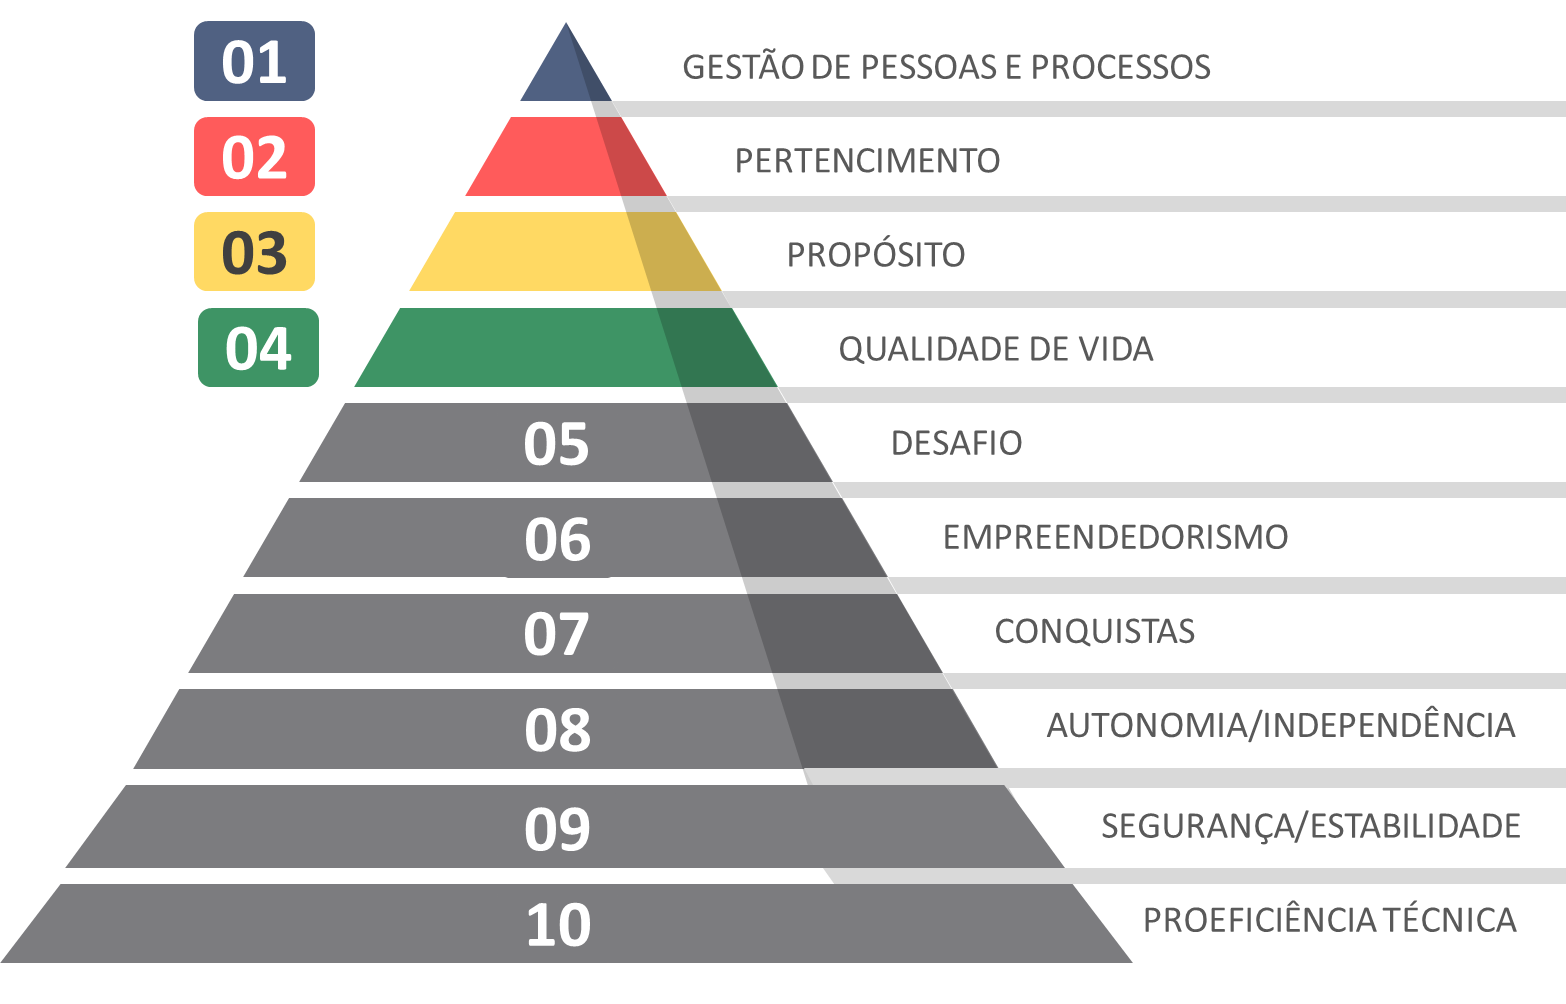 01 GESTÃO DE PESSOAS E PROCESSOS
02 PERTENCIMENTO
03 PROPÓSITO
04 QUALIDADE DE VIDA
05 DESAFIO
06 EMPREENDEDORISMO
07 CONQUISTAS
08 AUTONOMIA/INDEPENDÊNCIA
09 SEGURANÇA/ESTABILIDADE
10 PROEFICIÊNCIA TÉCNICA